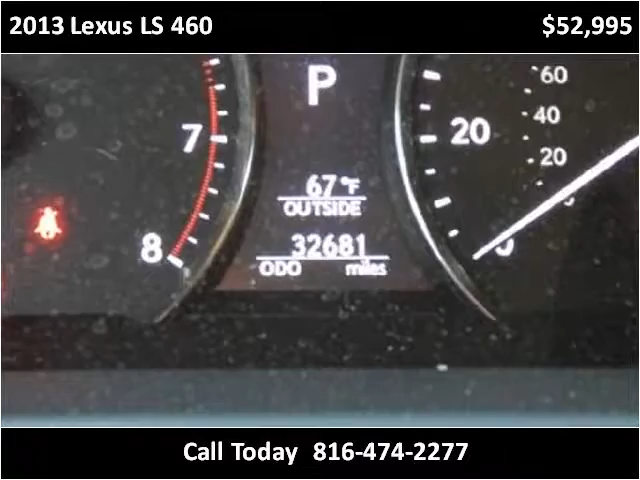 2013 Lexus LS 460 $52,995
P
60
40
20
20
0
7
8
67°F
OUTSIDE
32681
ODO miles
Call Today 816-474-2277